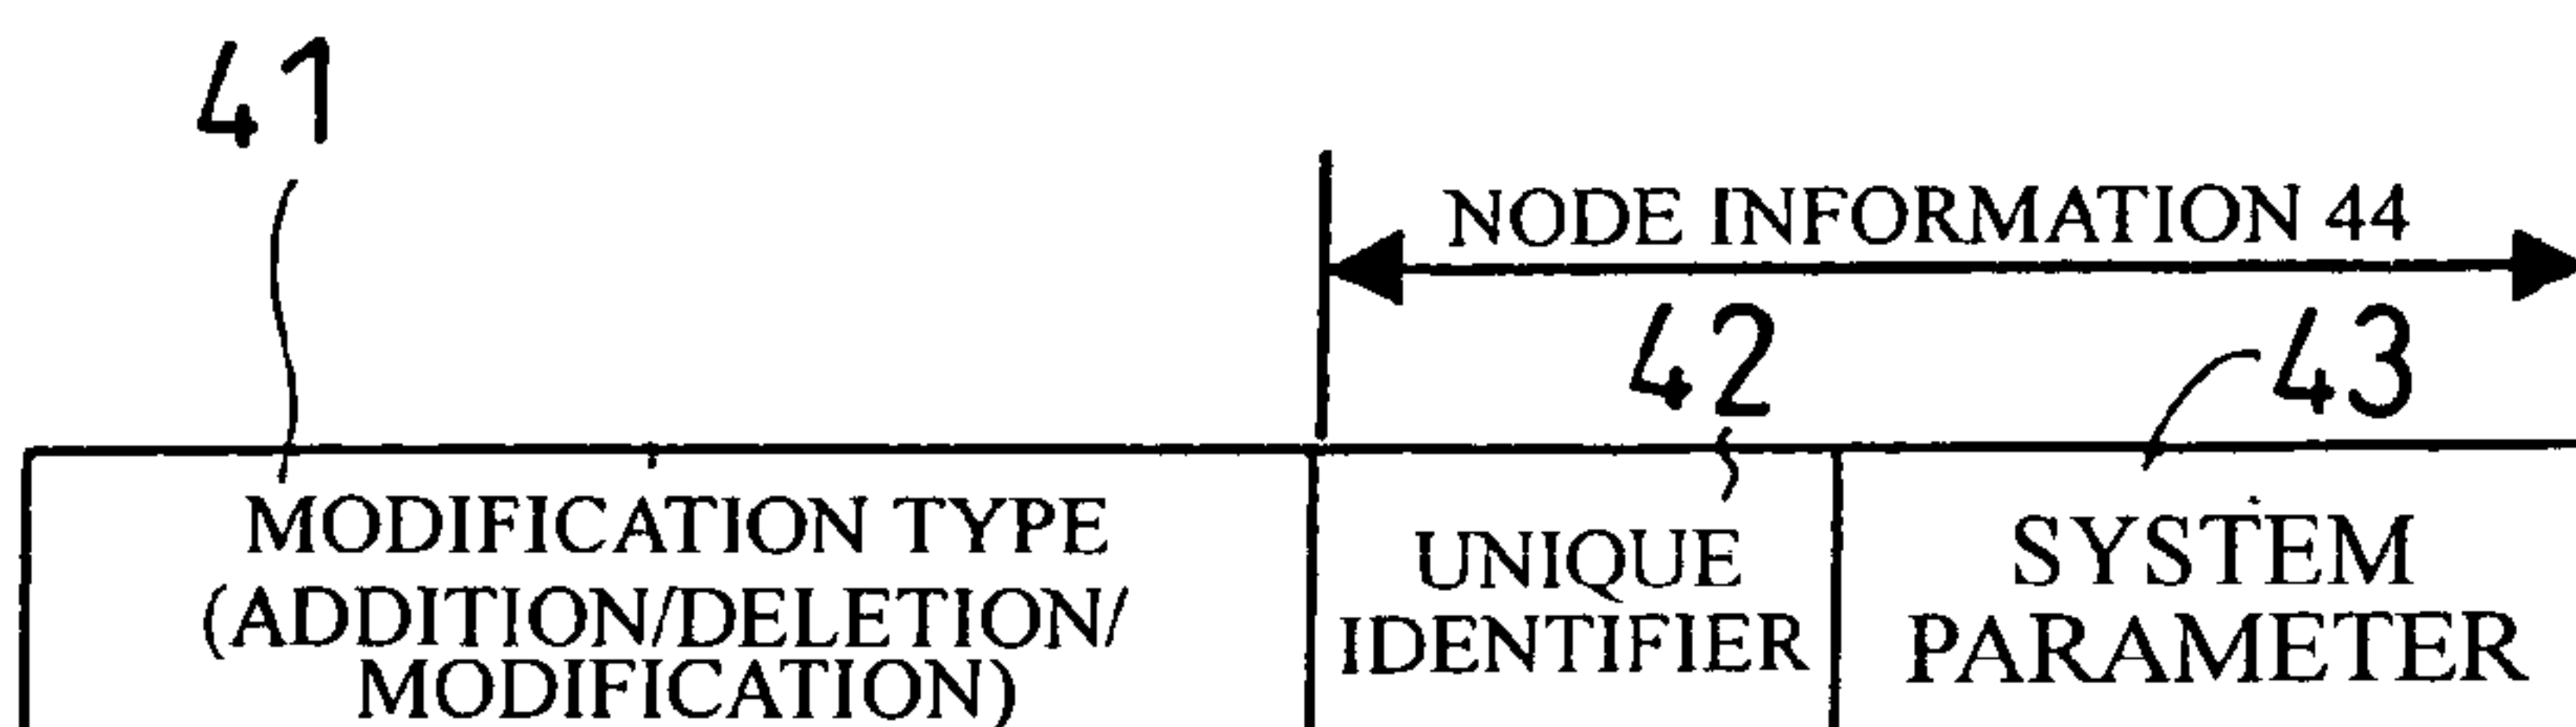 41
NODE INFORMATION 44
42
43
MODIFICATION TYPE
(ADDITION/DELETION/
MODIFICATION)
UNIQUE
IDENTIFIER
SYSTEM
PARAMETER